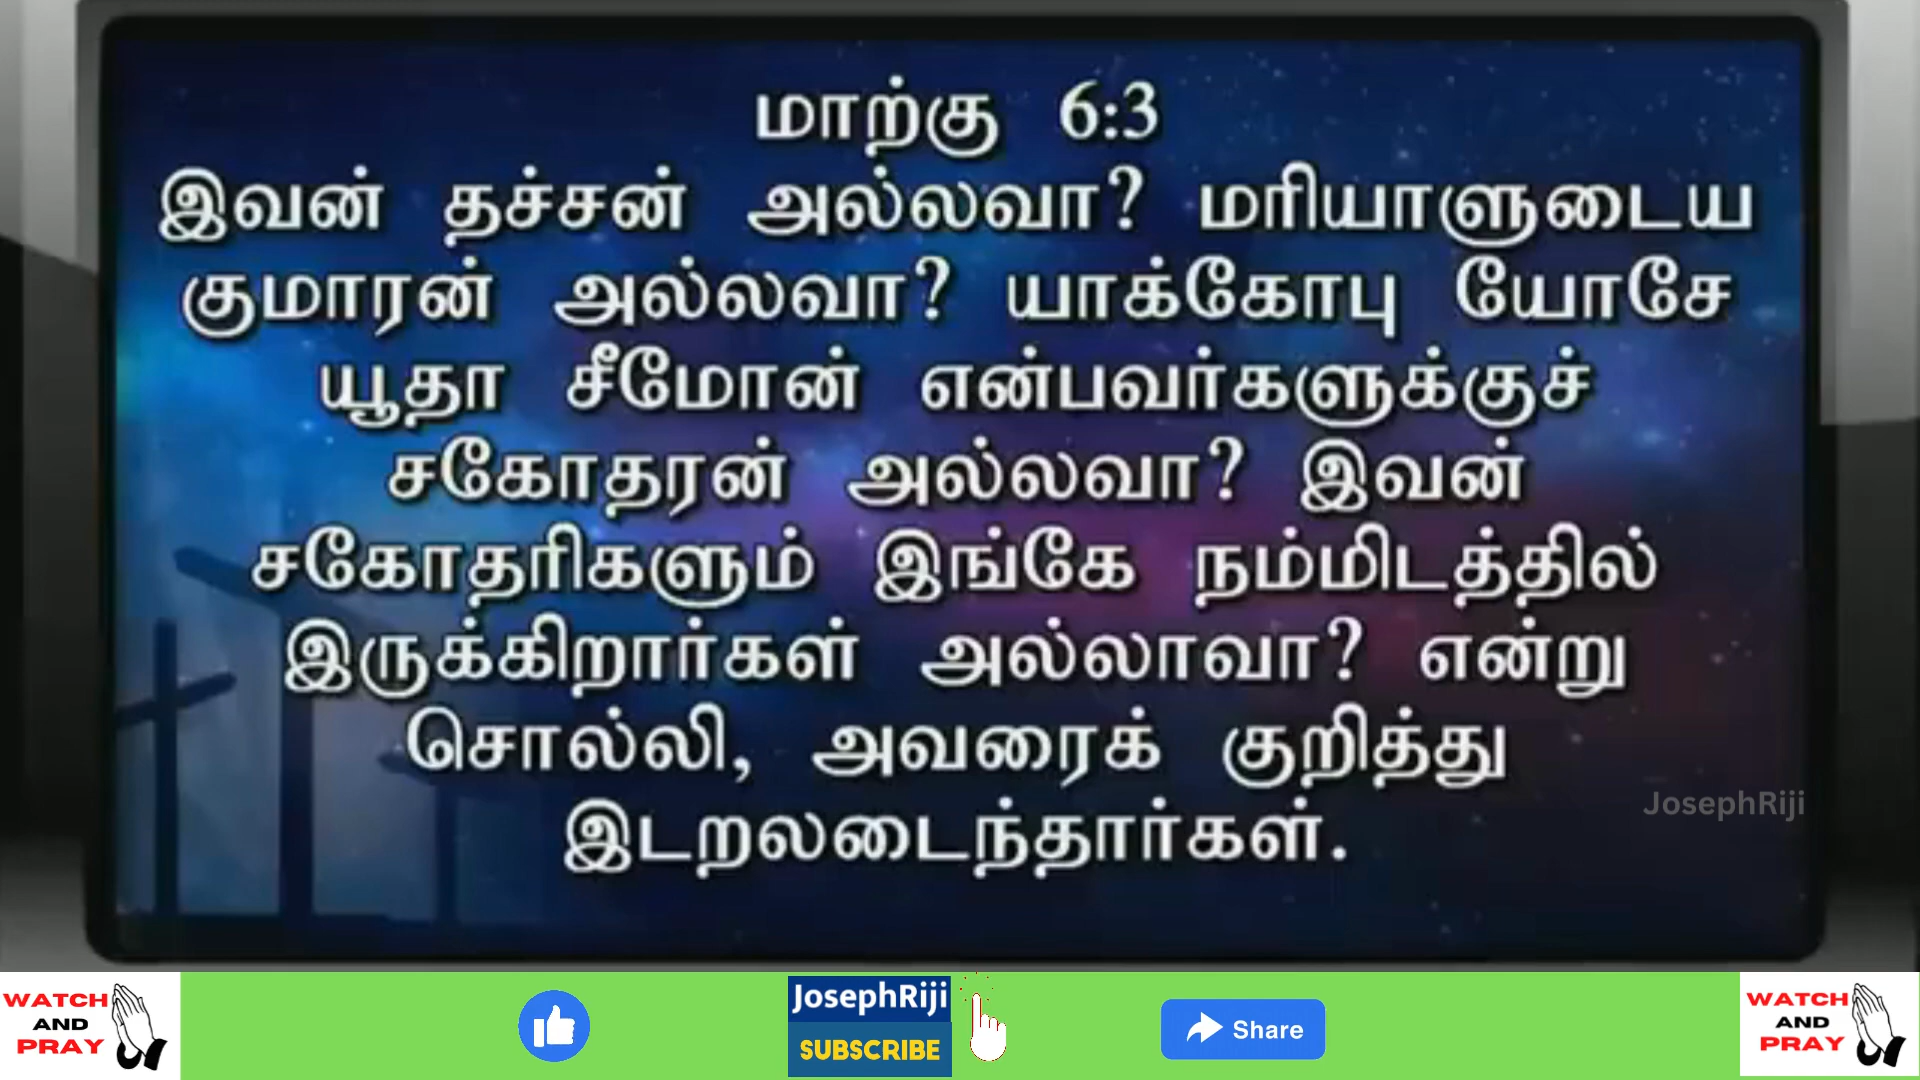 மாற்கு 6:3
இவன் தச்சன் அல்லவா? மரியாளுடைய
குமாரன் அல்லவா? யாக்கோபு யோசே
யூதா சீமோன் என்பவர்களுக்குச்
சகோதரன் அல்லவா? இவன்
சகோதரிகளும் இங்கே நம்மிடத்தில்
இருக்கிறார்கள் அல்லாவா? என்று
சொல்லி, அவரைக் குறித்து
இடறலடைந்தார்கள்.
JosephRiji
WATCH
AND
PRAY
JosephRiji
SUBSCRIBE
Share
WATCH
AND
PRAY